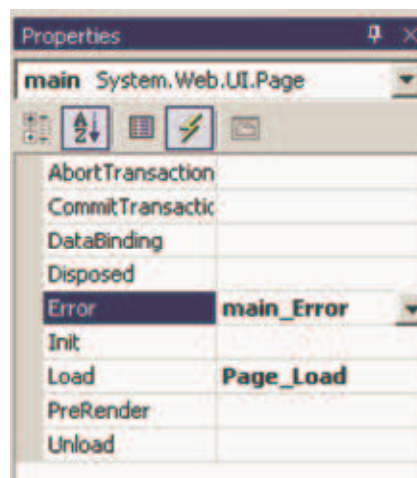 Properties
main System.Web.UI.Page
AbortTransaction
CommitTransactic
DataBinding
Disposed
Error main_Error
Init
Load Page_Load
PreRender
Unload